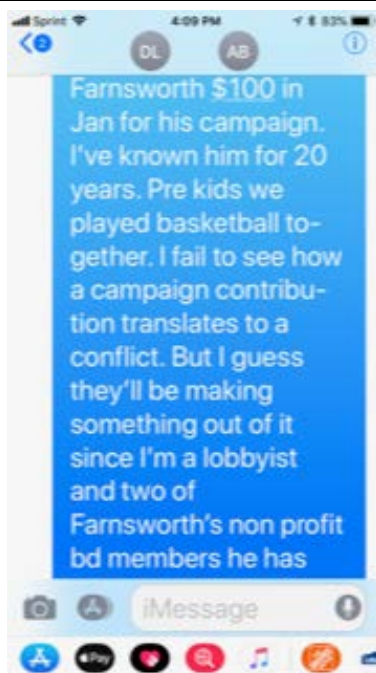 Sprint 4:09 PM 83%
2 DL AB
Farnsworth $100 in
Jan for his campaign.
I've known him for 20
years. Pre kids we
played basketball to-
gether. I fail to see how
a campaign contribu-
tion translates to a
conflict. But I guess
they'll be making
something out of it
since I'm a lobbyist
and two of
Farnsworth's non profit
bd members he has
iMessage
Pay